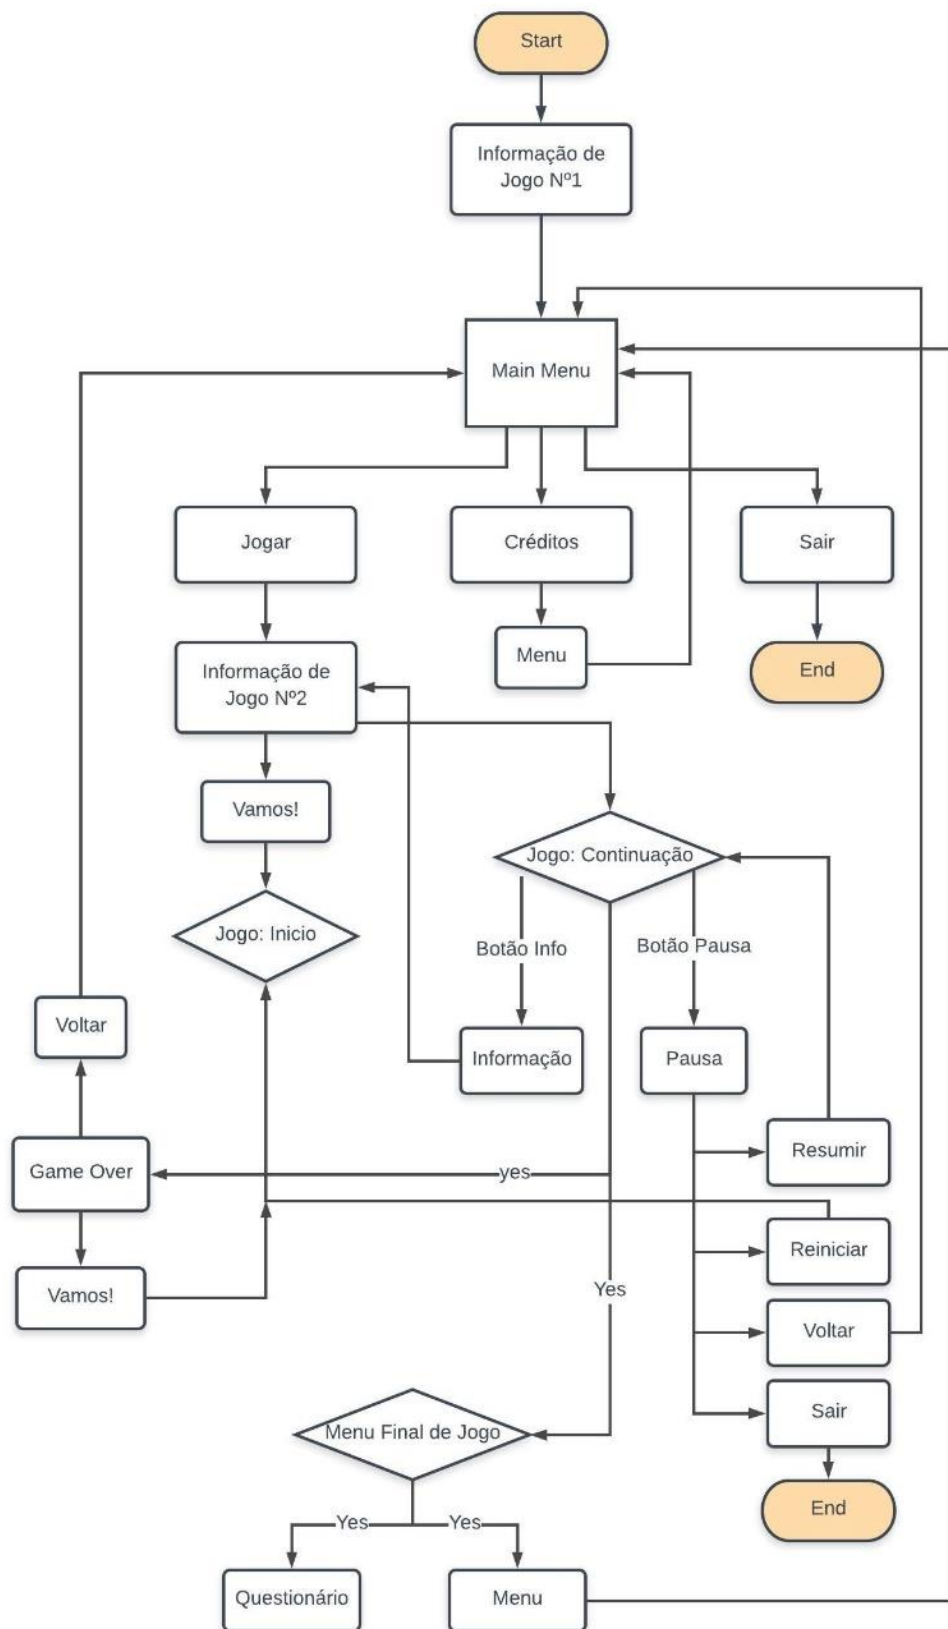 Start
Informação de
Jogo Nº1
Main Menu
Jogar
Créditos
Sair
Informação de
Jogo Nº2
Menu
End
Vamos!
Jogo: Continuação
Jogo: Inicio
Botão Info
Botão Pausa
Voltar
Informação
Pausa
Game Over
yes
Resumir
Reiniciar
Vamos!
Yes
Voltar
Sair
Menu Final de Jogo
End
Yes
Yes
Questionário
Menu